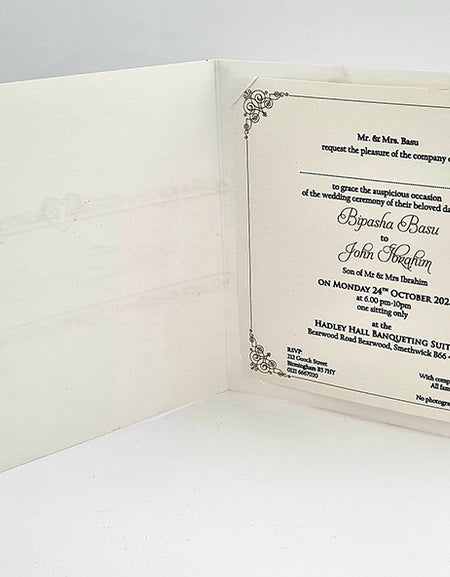 Mr. & Mrs. Basu
request the pleasure of the company o
to grace the auspicious occasion
of the wedding ceremony of their beloved da
Bipasha Basu
to
John Ibrahim
Son of Mr & Mrs Ibrahim
ON MONDAY 24TH OCTOBER 202
at 6.00 pm-10pm
one sitting only
at the
HADLEY HALL BANQUETING SUIT
Bearwood Road Bearwood, Smethwick B66
RSVP:
212 Gooch Street
Birmingham B5 7HY
0121 6667020
With comp
All fam
No photograp